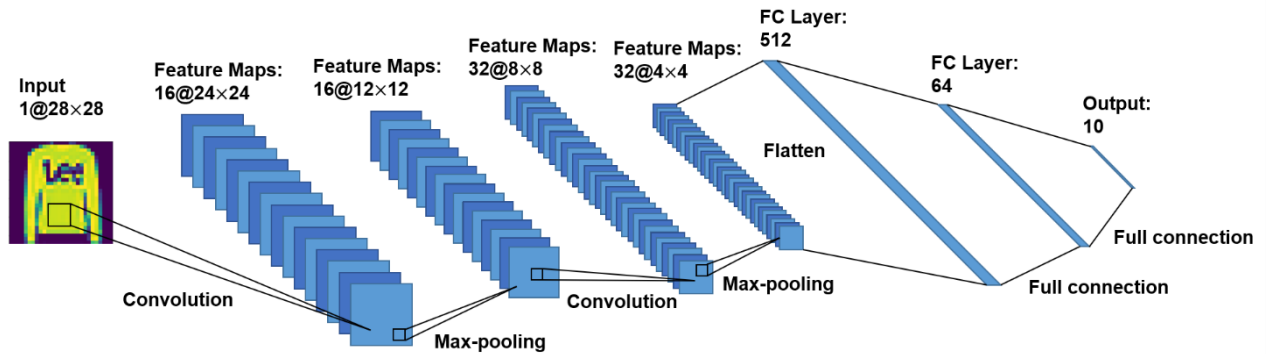 Input
1@28×28
Feature Maps:
16@24×24
Feature Maps:
16@12×12
Feature Maps:
32@8×8
Feature Maps:
32@4×4
FC Layer:
512
FC Layer:
64
Output:
10
Lee
Convolution
Max-pooling
Convolution
Max-pooling
Flatten
Full connection
Full connection